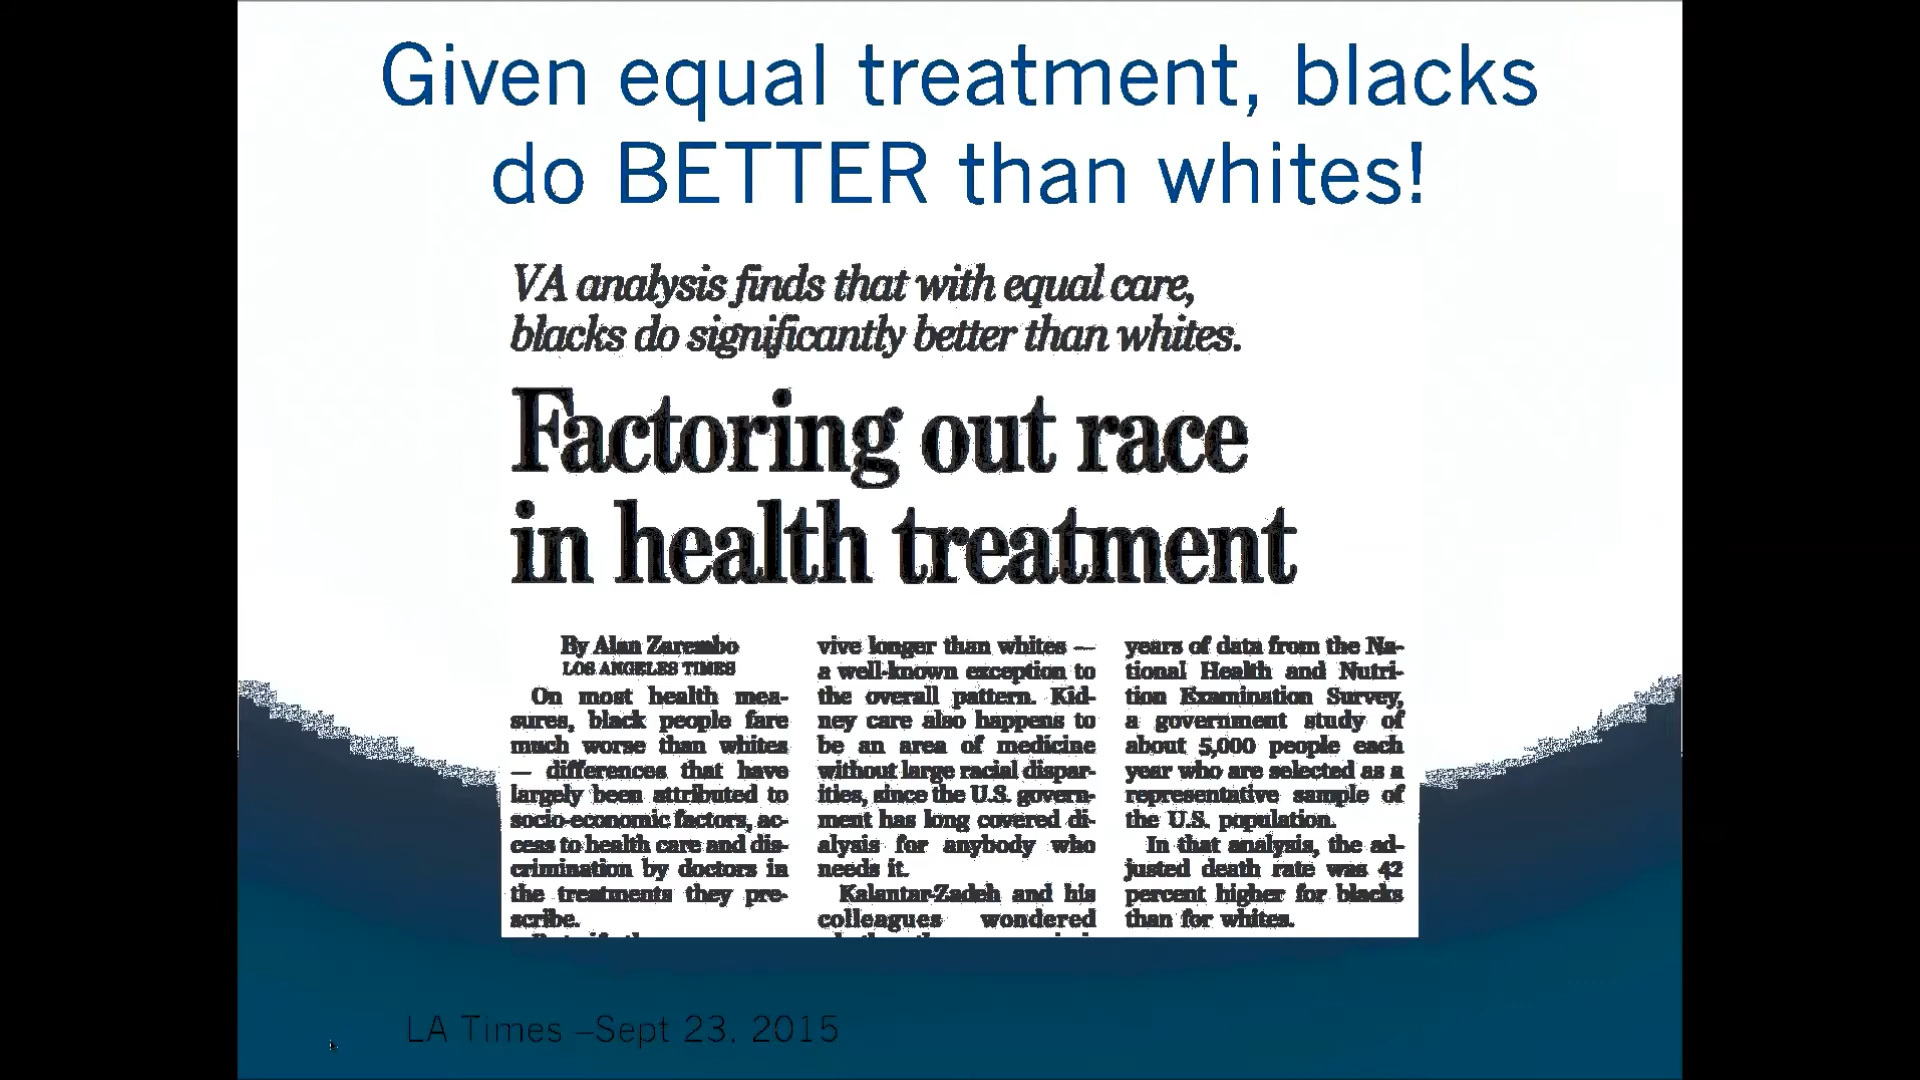 Given equal treatment, blacks
do BETTER than whites!
VA analysis finds that with equal care,
blacks do significantly better than whites.
Factoring out race
in health treatment
By Alan Zarembo
LOS ANGELES TIMES
On most health mea-
sures, black people fare
much worse than whites
— differences that have
largely been attributed to
socio-economic factors, ac-
cess to health care and dis-
crimination by doctors in
the treatments they pre-
scribe.
vive longer than whites —
a well-known exception to
the overall pattern. Kid-
ney care also happens to
be an area of medicine
without large racial dispar-
ities, since the U.S. govern-
ment has long covered di-
alysis for anybody who
needs it.
Kalantar-Zadeh and his
colleagues wondered
years of data from the Na-
tional Health and Nutri-
tion Examination Survey,
a government study of
about 5,000 people each
year who are selected as a
representative sample of
the U.S. population.
In that analysis, the ad-
justed death rate was 42
percent higher for blacks
than for whites.
LA Times –Sept 23, 2015